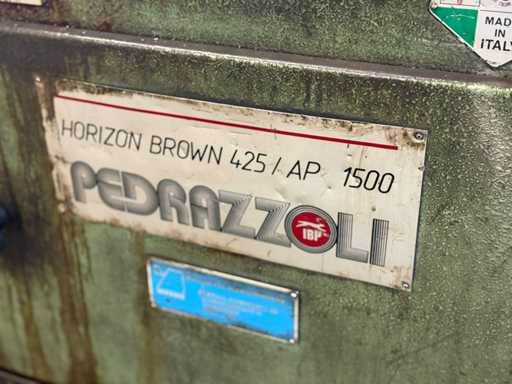 MADE
IN
ITALY
HORIZON BROWN 425 / AP 1500
PEDRAZZOLI
IBP